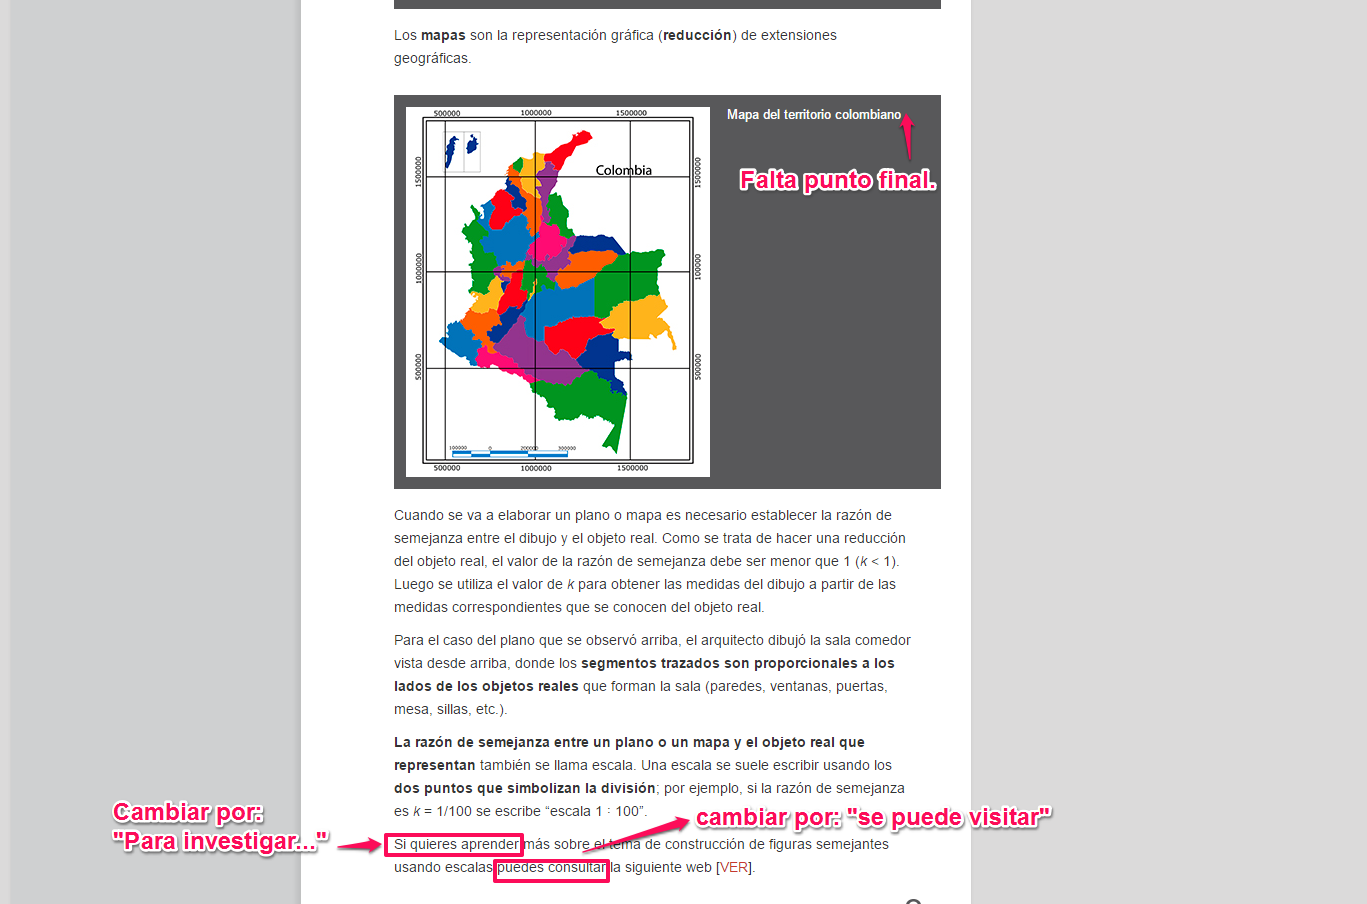 Los mapas son la representación gráfica (reducción) de extensiones
geográficas.
500000 1000000 1500000
Mapa del territorio colombiano
Colombia
1500000 1500000
Falta punto final.
1000000 100000
500000 500000
100000 0 200000 300000
500000 1000000 1500000
Cuando se va a elaborar un plano o mapa es necesario establecer la razón de
semejanza entre el dibujo y el objeto real. Como se trata de hacer una reducción
del objeto real, el valor de la razón de semejanza debe ser menor que 1 (k < 1).
Luego se utiliza el valor de k para obtener las medidas del dibujo a partir de las
medidas correspondientes que se conocen del objeto real.
Para el caso del plano que se observó arriba, el arquitecto dibujó la sala comedor
vista desde arriba, donde los segmentos trazados son proporcionales a los
lados de los objetos reales que forman la sala (paredes, ventanas, puertas,
mesa, sillas, etc.).
La razón de semejanza entre un plano o un mapa y el objeto real que
representan también se llama escala. Una escala se suele escribir usando los
dos puntos que simbolizan la división; por ejemplo, si la razón de semejanza
es k = 1/100 se escribe “escala 1 : 100”.
Cambiar por:
"Para investigar..."
cambiar por: "se puede visitar"
Si quieres aprender más sobre el tema de construcción de figuras semejantes
usando escalas puedes consultar la siguiente web [VER].